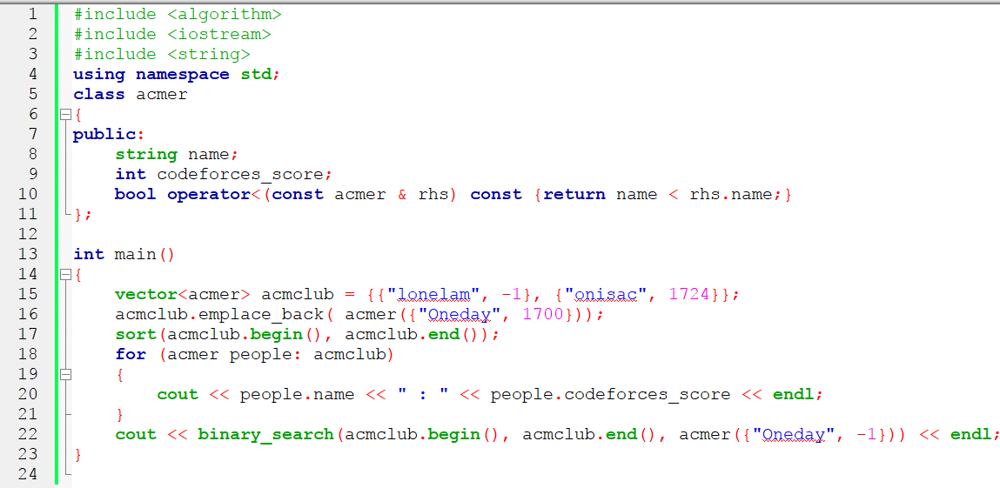 1 #include <algorithm>
2 #include <iostream>
3 #include <string>
4 using namespace std;
5 class acmer
6 {
7 public:
8     string name;
9     int codeforces_score;
10     bool operator<(const acmer & rhs) const {return name < rhs.name;}
11 };
12
13 int main()
14 {
15     vector<acmer> acmclub = {{"lonelam", -1}, {"onisac", 1724}};
16     acmclub.emplace_back( acmer({"Oneday", 1700}));
17     sort(acmclub.begin(), acmclub.end());
18     for (acmer people: acmclub)
19     {
20         cout << people.name << " : " << people.codeforces_score << endl;
21     }
22     cout << binary_search(acmclub.begin(), acmclub.end(), acmer({"Oneday", -1})) << endl;
23 }
24